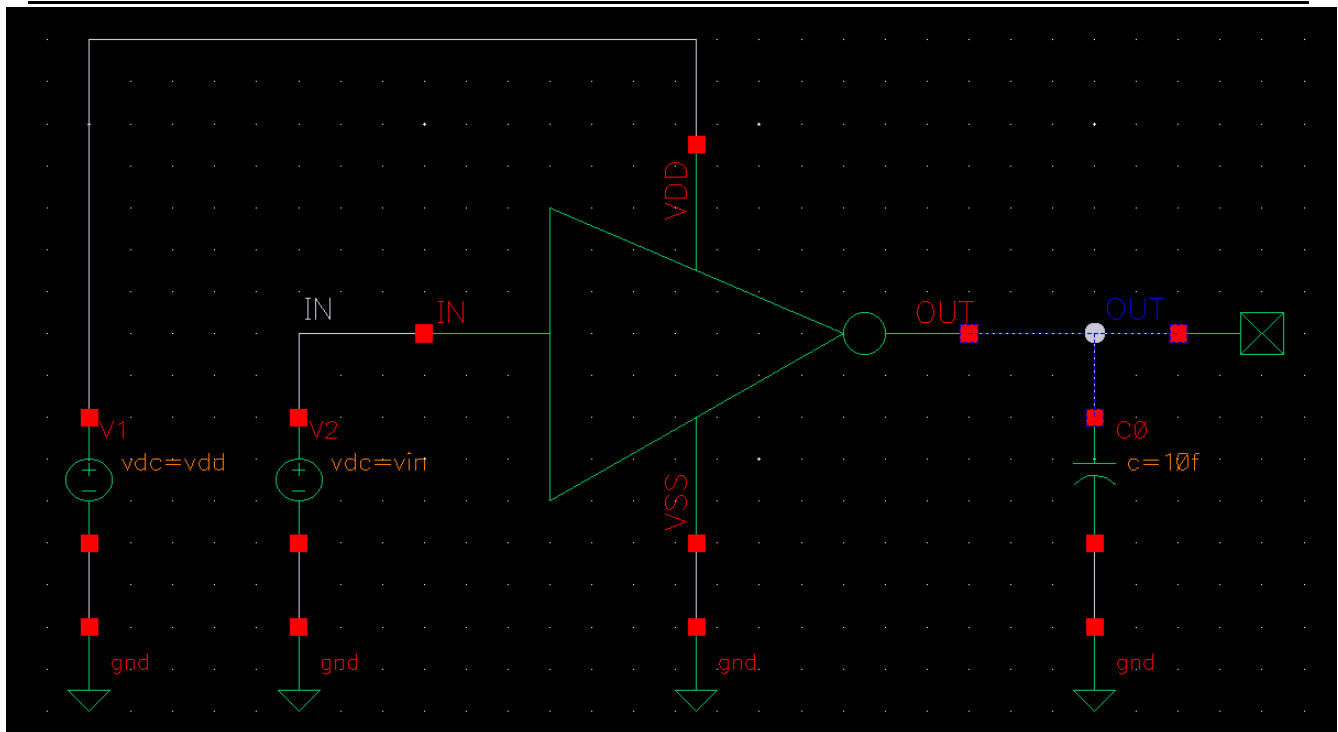 VDD
IN
IN
OUT
OUT
V1
vdc=vdd
V2
vdc=vin
VSS
C0
c=10f
gnd
gnd
gnd
gnd